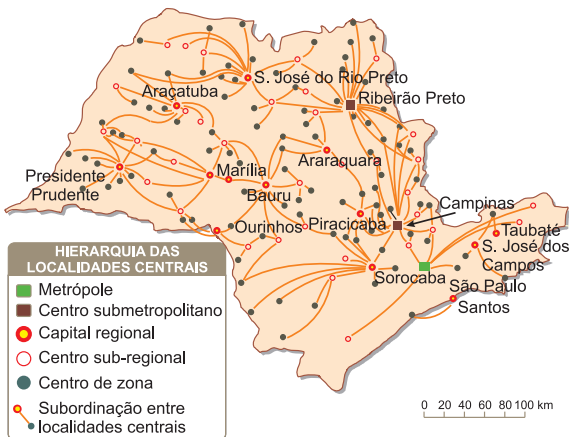 S. José do Rio Preto
Araçatuba
Ribeirão Preto
Araraquara
Presidente
Prudente
Marília
Bauru
Campinas
Piracicaba
Ourinhos
Taubaté
S. José dos
Campos
Sorocaba
São Paulo
Santos
HIERARQUIA DAS
LOCALIDADES CENTRAIS
Metrópole
Centro submetropolitano
Capital regional
Centro sub-regional
Centro de zona
Subordinação entre
localidades centrais
0 20 40 60 80 100 km